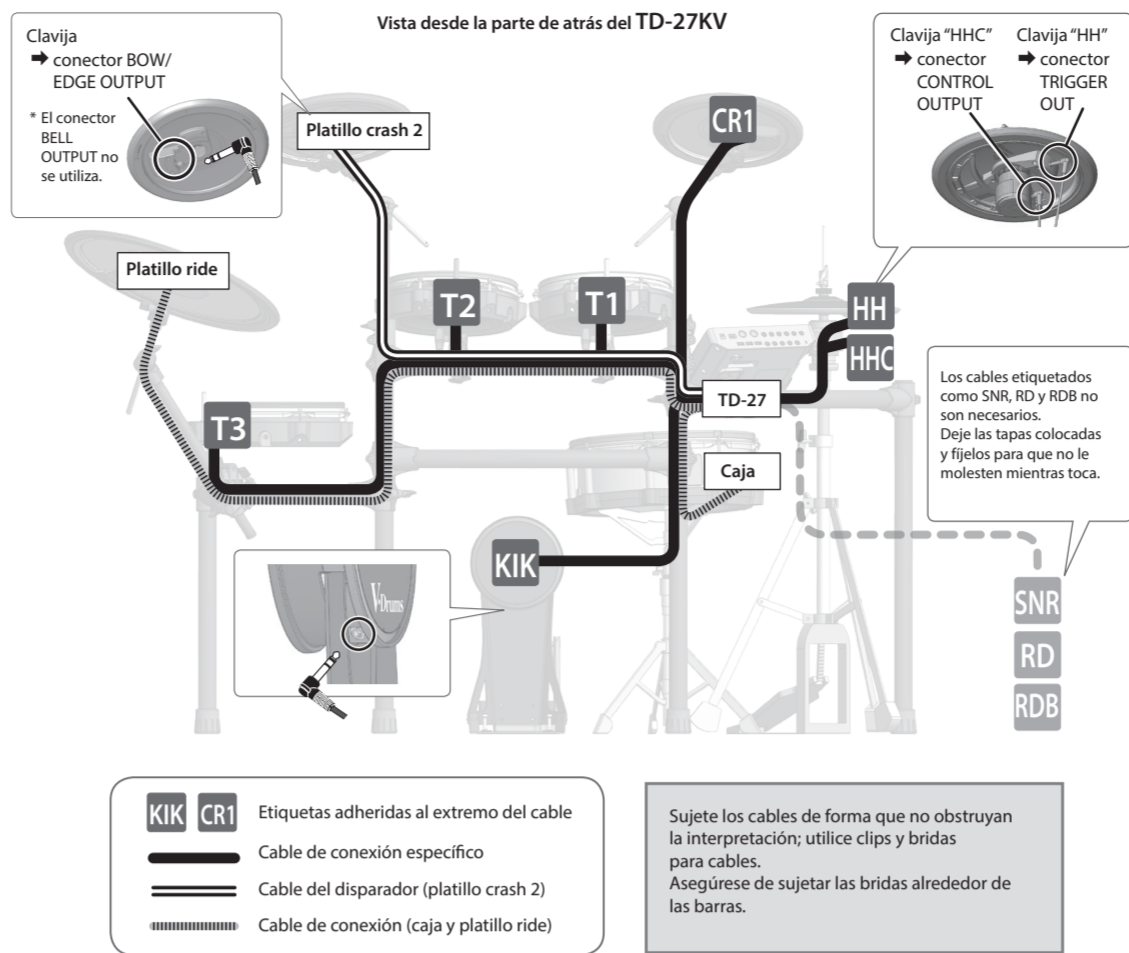 Vista desde la parte de atrás del TD-27KV
Clavija
➡ conector BOW/
EDGE OUTPUT
* El conector
BELL
OUTPUT no
se utiliza.
Clavija “HHC”
➡ conector
CONTROL
OUTPUT
Clavija “HH”
➡ conector
TRIGGER
OUT
Platillo crash 2
CR1
Platillo ride
T2
T1
HH
HHC
T3
TD-27
Caja
Los cables etiquetados
como SNR, RD y RDB no
son necesarios.
Deje las tapas colocadas
y fíjelos para que no le
molesten mientras toca.
KIK
V-Drums
SNR
RD
RDB
KIK CR1 Etiquetas adheridas al extremo del cable
Cable de conexión específico
Cable del disparador (platillo crash 2)
Cable de conexión (caja y platillo ride)
Sujete los cables de forma que no obstruyan
la interpretación; utilice clips y bridas
para cables.
Asegúrese de sujetar las bridas alrededor de
las barras.